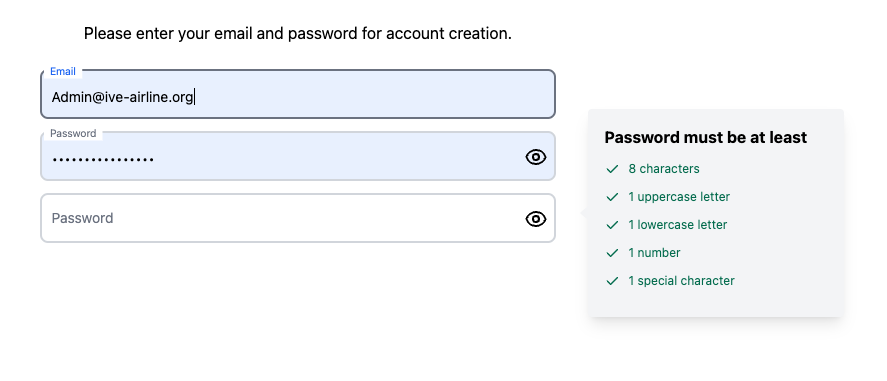 Please enter your email and password for account creation.
Email
Admin@ive-airline.org
Password
••••••••••••••••
Password
Password must be at least
8 characters
1 uppercase letter
1 lowercase letter
1 number
1 special character